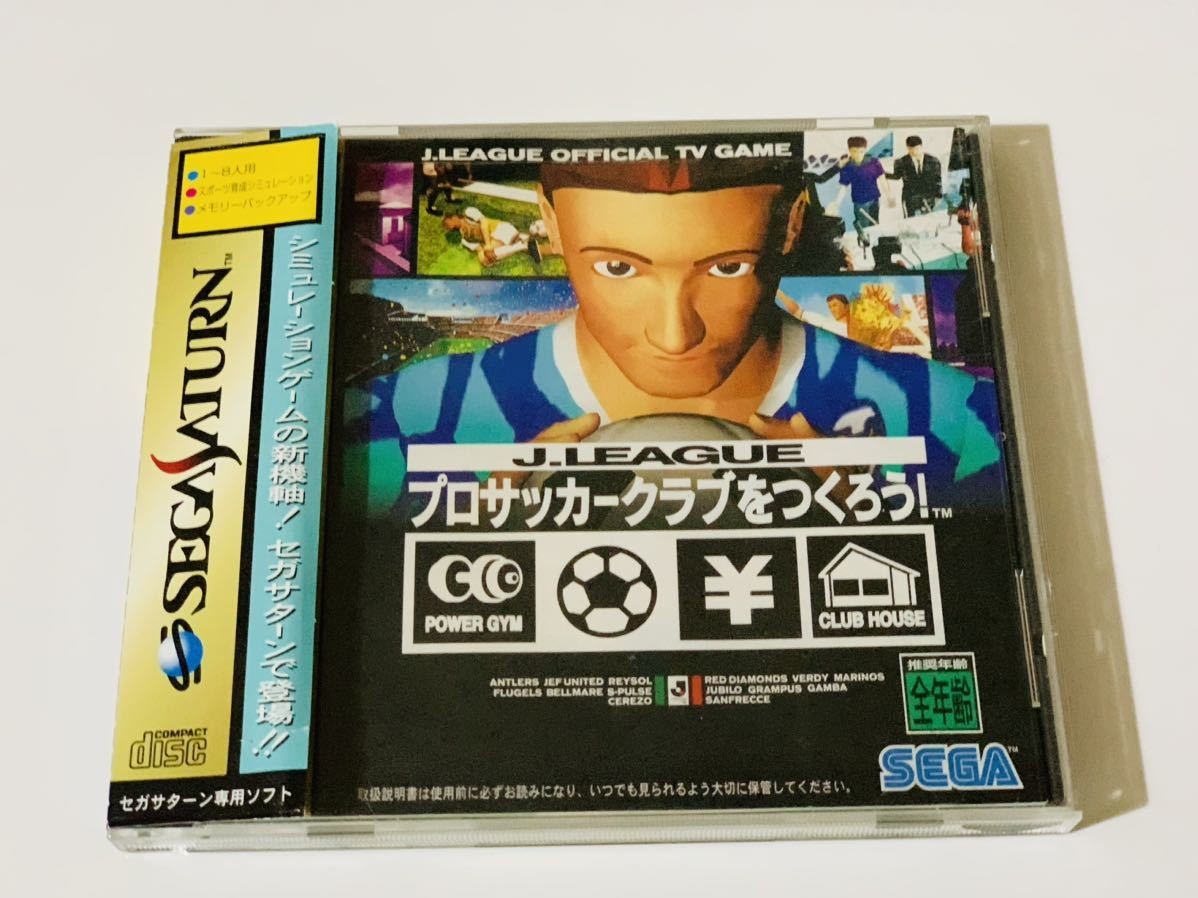 1〜8人用
スポーツ育成シミュレーション
メモリーバックアップ
SEGA SATURN™
シミュレーションゲームの新機軸！セガサターンで登場!!
COMPACT
disc
セガサターン専用ソフト
J.LEAGUE OFFICIAL TV GAME
J.LEAGUE
プロサッカークラブをつくろう!™
POWER GYM
¥
CLUB HOUSE
ANTLERS JEF UNITED REYSOL
FLUGELS BELLMARE S-PULSE
CEREZO
J
RED DIAMONDS VERDY MARINOS
JUBILO GRAMPUS GAMBA
SANFRECCE
推奨年齢
全年齢
SEGA™
取扱説明書は使用前に必ずお読みになり、いつでも見られるよう大切に保管してください。